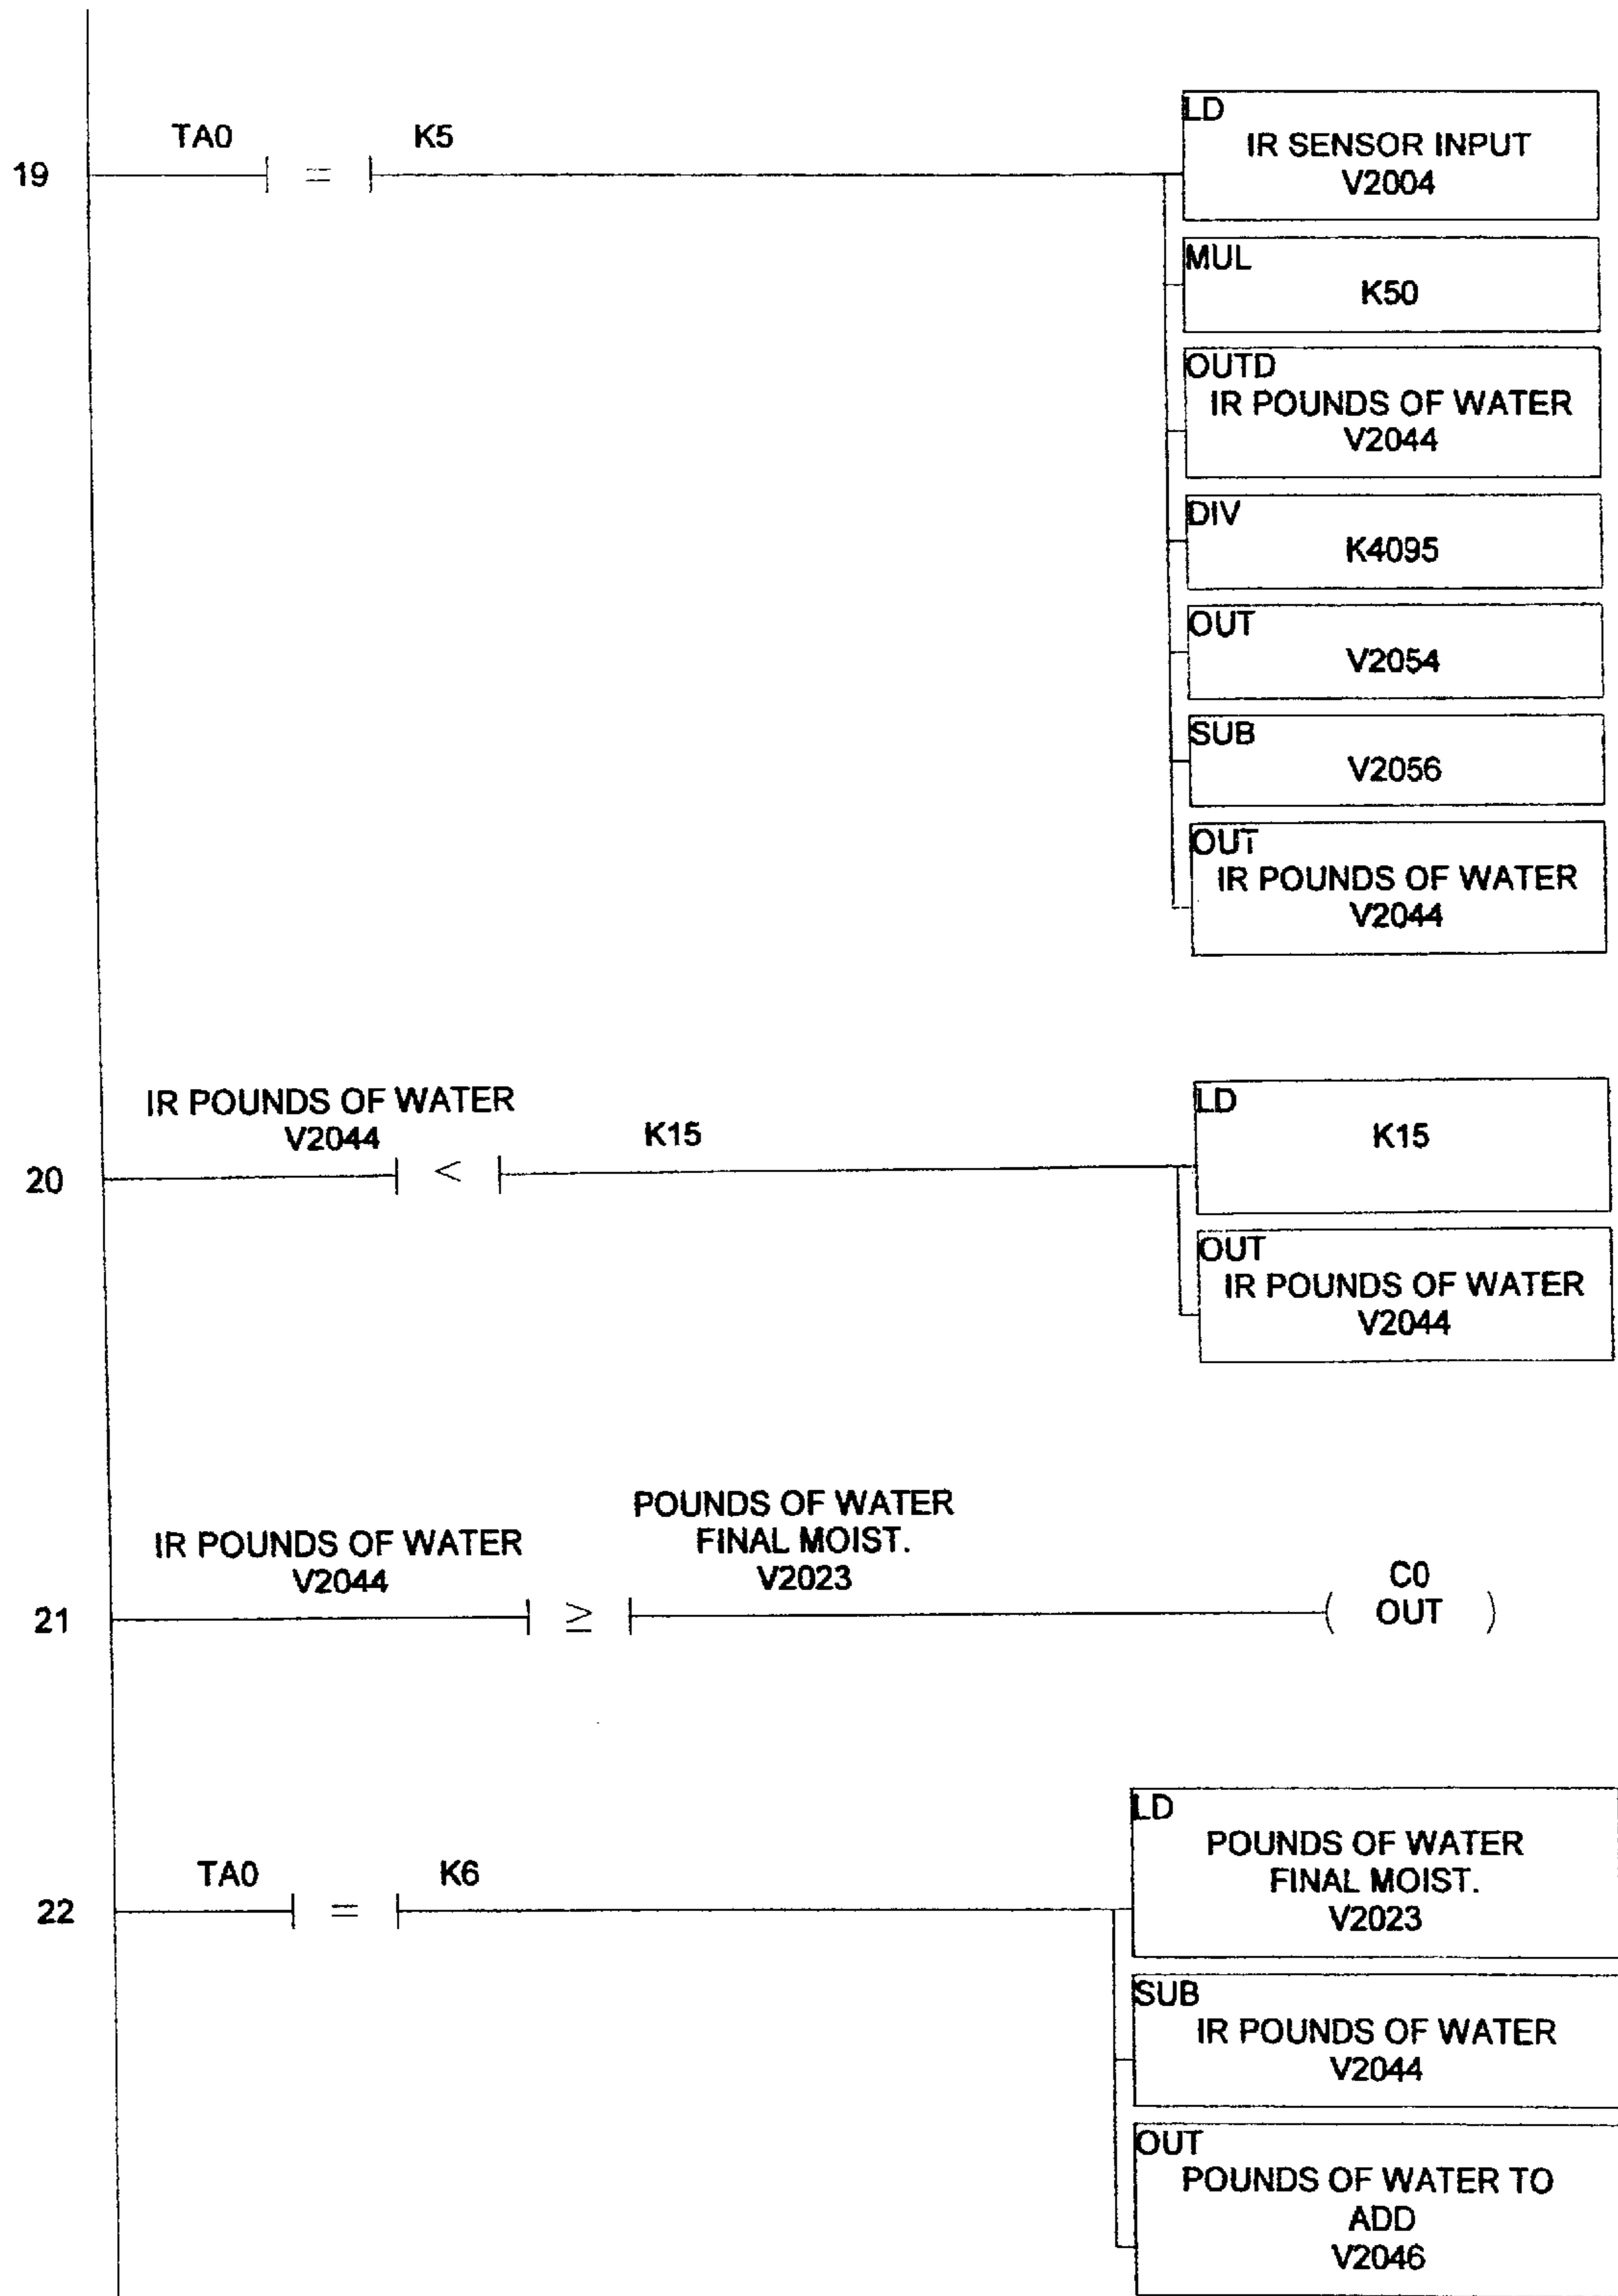 TA0
K5
19
=
LD
IR SENSOR INPUT
V2004
MUL
K50
OUTD
IR POUNDS OF WATER
V2044
DIV
K4095
OUT
V2054
SUB
V2056
OUT
IR POUNDS OF WATER
V2044
IR POUNDS OF WATER
V2044
K15
20
<
LD
K15
OUT
IR POUNDS OF WATER
V2044
IR POUNDS OF WATER
V2044
POUNDS OF WATER
FINAL MOIST.
V2023
21
≥
C0
( OUT )
TA0
K6
22
=
LD
POUNDS OF WATER
FINAL MOIST.
V2023
SUB
IR POUNDS OF WATER
V2044
OUT
POUNDS OF WATER TO
ADD
V2046